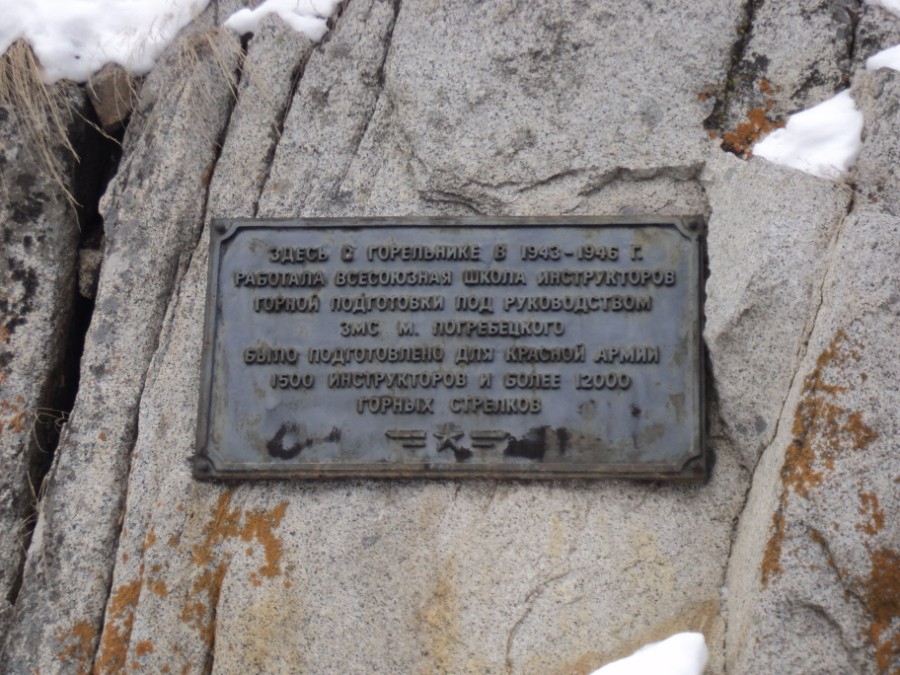 ЗДЕСЬ В ГОРЕЛЬНИКЕ В 1943-1946 Г.
РАБОТАЛА ВСЕСОЮЗНАЯ ШКОЛА ИНСТРУКТОРОВ
ГОРНОЙ ПОДГОТОВКИ ПОД РУКОВОДСТВОМ
ЗМС М. ПОГРЕБЕЦКОГО
БЫЛО ПОДГОТОВЛЕНО ДЛЯ КРАСНОЙ АРМИИ
1500 ИНСТРУКТОРОВ И БОЛЕЕ 12000
ГОРНЫХ СТРЕЛКОВ